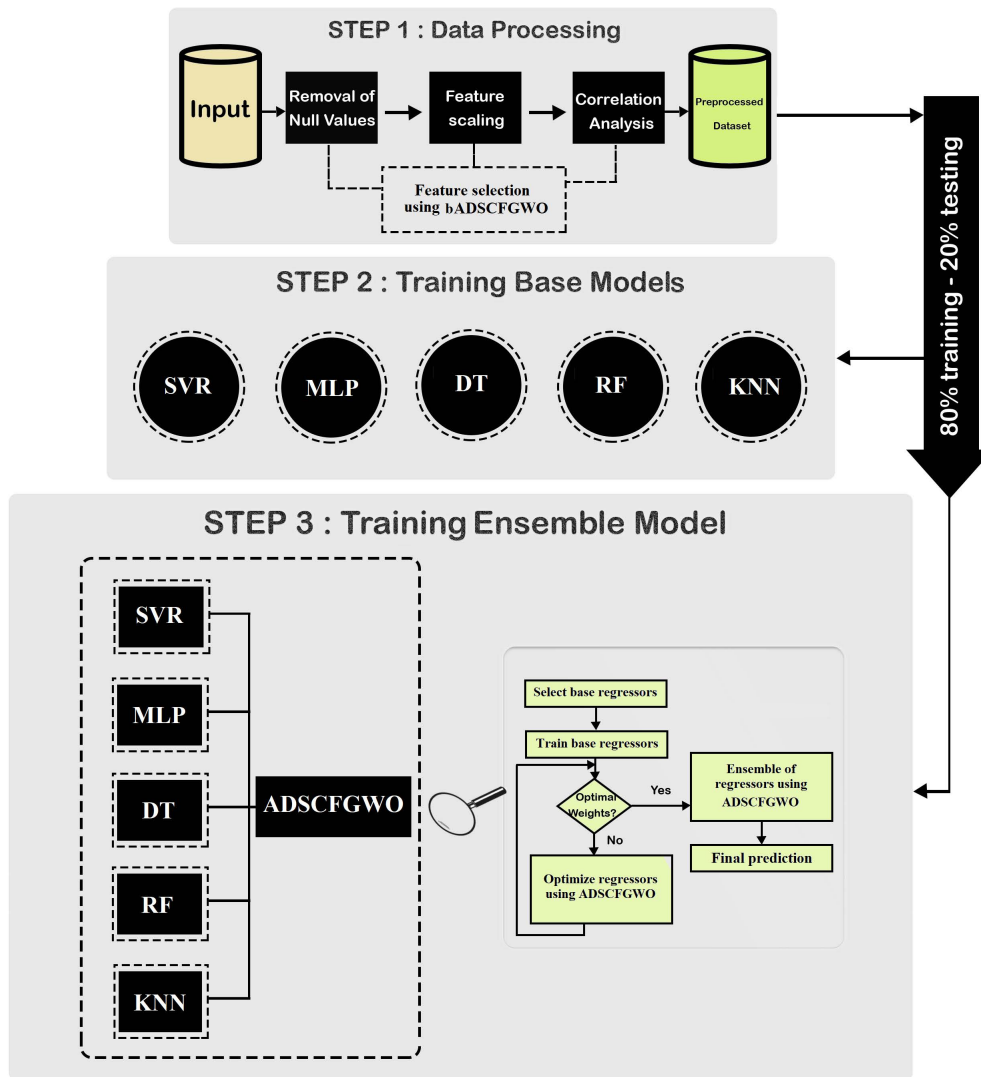 STEP 1 : Data Processing
Input
Removal of
Null Values
Feature
scaling
Correlation
Analysis
Preprocessed
Dataset
Feature selection
using bADSCFGWO
80% training - 20% testing
STEP 2 : Training Base Models
SVR
MLP
DT
RF
KNN
STEP 3 : Training Ensemble Model
SVR
MLP
DT
RF
KNN
ADSCFGWO
Select base regressors
Train base regressors
Optimal
Weights?
Yes
No
Optimize regressors
using ADSCFGWO
Ensemble of
regressors using
ADSCFGWO
Final prediction